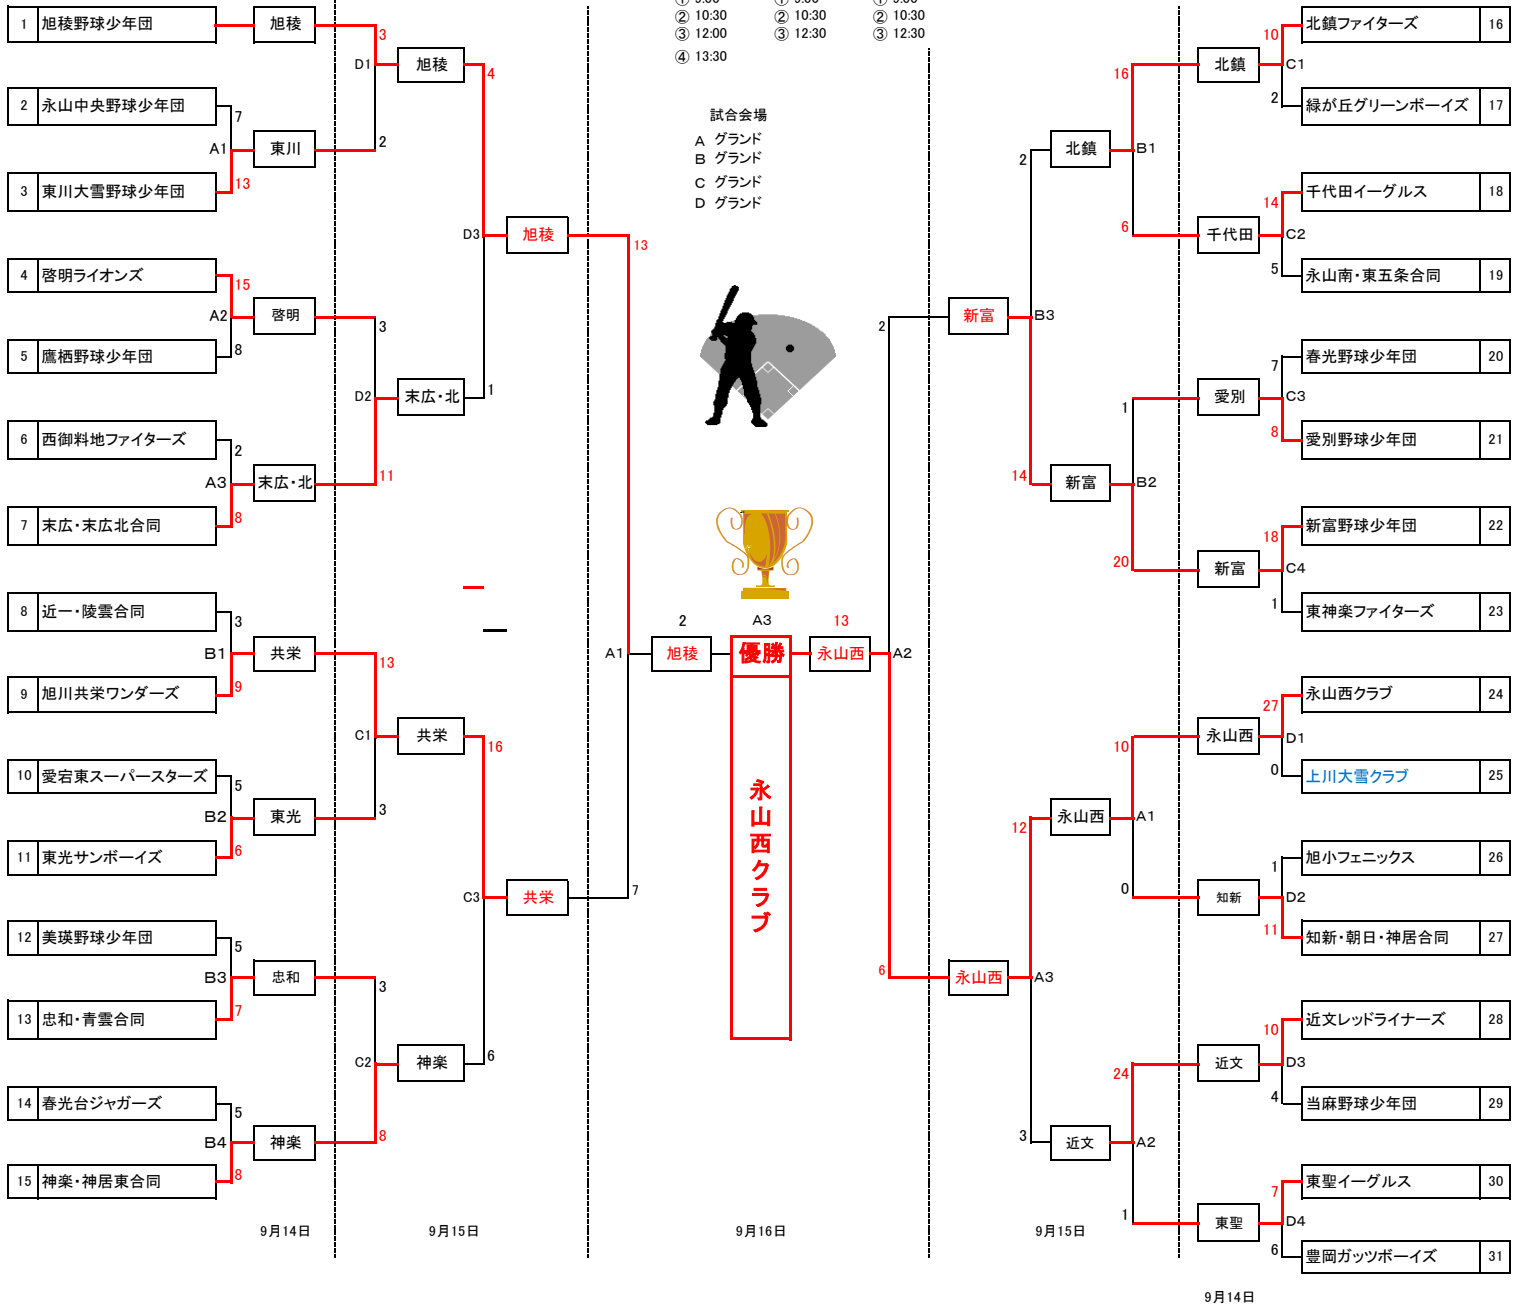 ② 10:30 ② 10:30 ② 10:30
③ 12:00 ③ 12:30 ③ 12:30
④ 13:30
試合会場
A グランド
B グランド
C グランド
D グランド
1 旭稜野球少年団
2 永山中央野球少年団
3 東川大雪野球少年団
4 啓明ライオンズ
5 鷹栖野球少年団
6 西御料地ファイターズ
7 末広・末広北合同
8 近一・陵雲合同
9 旭川共栄ワンダーズ
10 愛宕東スーパースターズ
11 東光サンボーイズ
12 美瑛野球少年団
13 忠和・青雲合同
14 春光台ジャガーズ
15 神楽・神居東合同
7
A1
13
15
A2
8
2
A3
8
3
B1
9
5
B2
6
5
B3
7
5
B4
8
旭稜
東川
啓明
末広・北
共栄
東光
忠和
神楽
9月14日
3
D1
2
3
D2
11
13
C1
3
3
C2
8
旭稜
末広・北
共栄
神楽
4
D3
1
16
C3
6
旭稜
共栄
9月15日
13
A1
7
2 A3 13
旭稜 優勝 永山西
永山西クラブ
9月16日
2
A2
6
新富
永山西
2
B3
14
12
A3
3
北鎮
新富
永山西
近文
9月15日
16
B1
6
1
B2
20
10
A1
0
24
A2
1
北鎮
千代田
愛別
新富
永山西
知新
近文
東聖
10
C1
2
14
C2
5
7
C3
8
18
C4
1
27
D1
0
1
D2
11
10
D3
4
7
D4
6
北鎮ファイターズ 16
緑が丘グリーンボーイズ 17
千代田イーグルス 18
永山南・東五条合同 19
春光野球少年団 20
愛別野球少年団 21
新富野球少年団 22
東神楽ファイターズ 23
永山西クラブ 24
上川大雪クラブ 25
旭小フェニックス 26
知新・朝日・神居合同 27
近文レッドライナーズ 28
当麻野球少年団 29
東聖イーグルス 30
豊岡ガッツボーイズ 31
9月14日